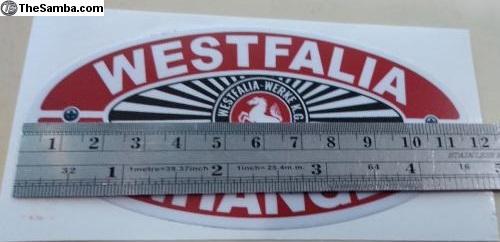 TheSamba.com
WESTFALIA
WESTFALIA-WERKE K.G.
1 2 3 4 5 6 7 8 9 10 11 12
STAINLESS
32 1 1metre=39.37inch 2 1inch=25.4m.m. 3 64 4 16